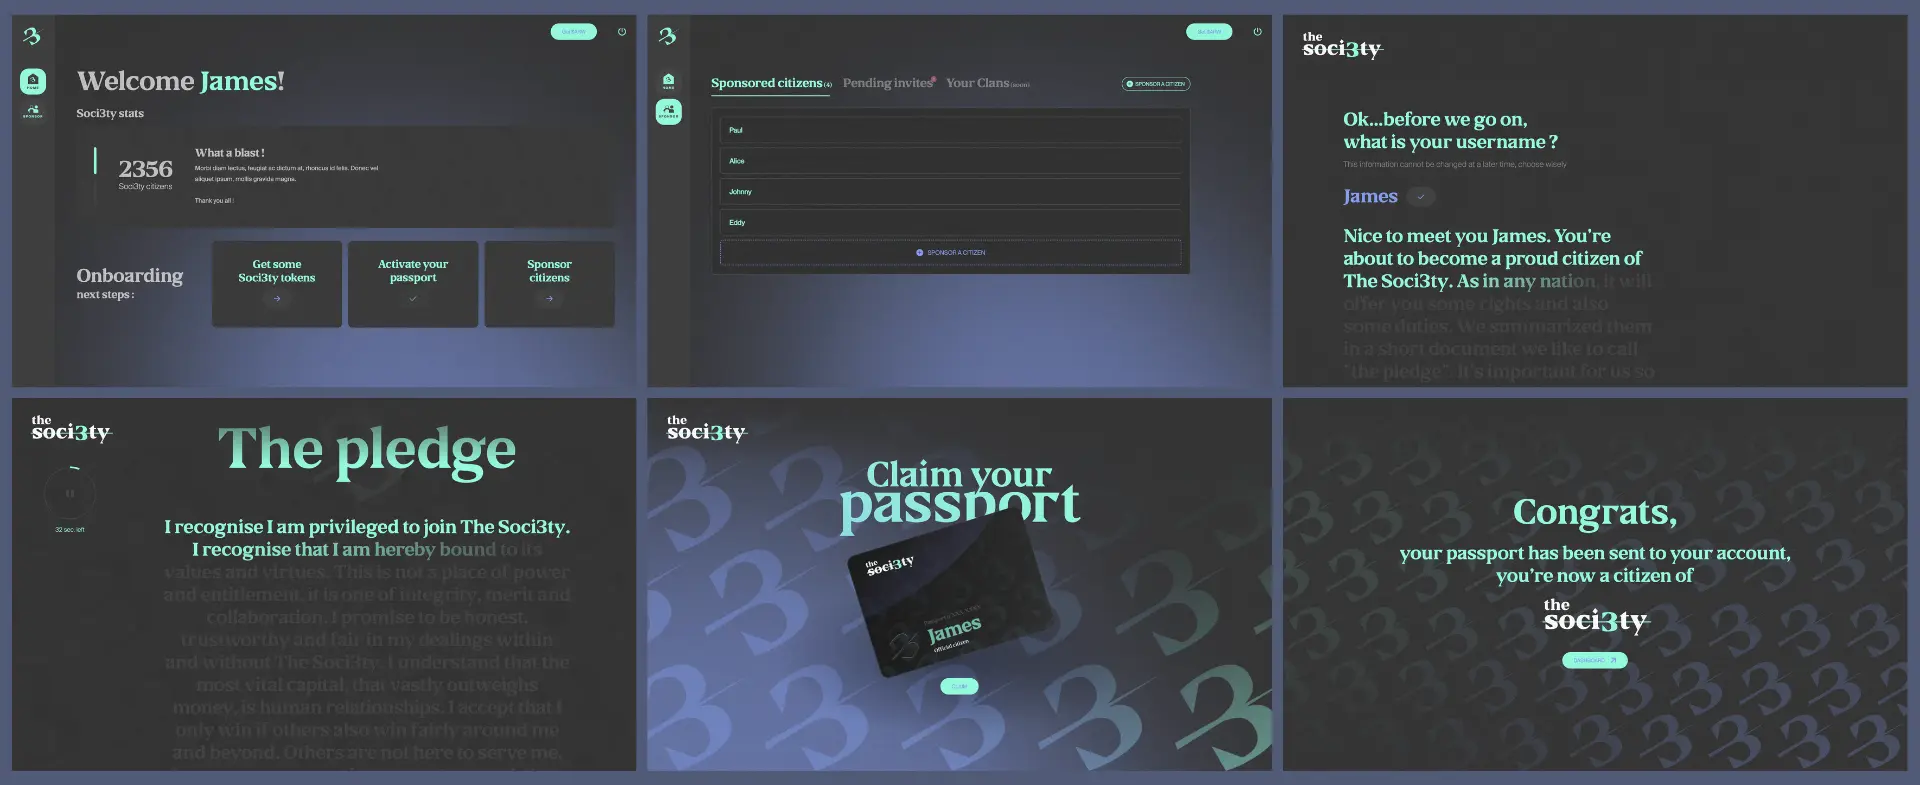 Welcome James!
Soci3ty stats
2356
Soci3ty citizens
What a blast !
Morbi diam lectus, feugiat ac dictum at, rhoncus id felis. Donec vel
aliquet ipsum, mollis gravida magna.
Thank you all !
Onboarding
next steps :
Get some
Soci3ty tokens
Activate your
passport
Sponsor
citizens
HOME
SPONSOR
Sponsored citizens (4)
Pending invites
Your Clans (soon)
SPONSOR A CITIZEN
Paul
Alice
Johnny
Eddy
SPONSOR A CITIZEN
HOME
SPONSOR
the
soci3ty
Ok...before we go on,
what is your username ?
This information cannot be changed at a later time, choose wisely
James
Nice to meet you James. You're
about to become a proud citizen of
The Soci3ty. As in any nation, it will
offer you some rights and also
some duties. We summarized them
in a short document we like to call
"the pledge". It's important for us so
the
soci3ty
32 sec. left
The pledge
I recognise I am privileged to join The Soci3ty.
I recognise that I am hereby bound to its
values and virtues. This is not a place of power
and entitlement, it is one of integrity, merit and
collaboration. I promise to be honest,
trustworthy and fair in my dealings within
and without The Soci3ty. I understand that the
most vital capital, that vastly outweighs
money, is human relationships. I accept that I
only win if others also win fairly around me
and beyond. Others are not here to serve me,
the
soci3ty
Claim your
passport
the
soci3ty
James
Official citizen
CLAIM
Congrats,
your passport has been sent to your account,
you're now a citizen of
the
soci3ty
DASHBOARD